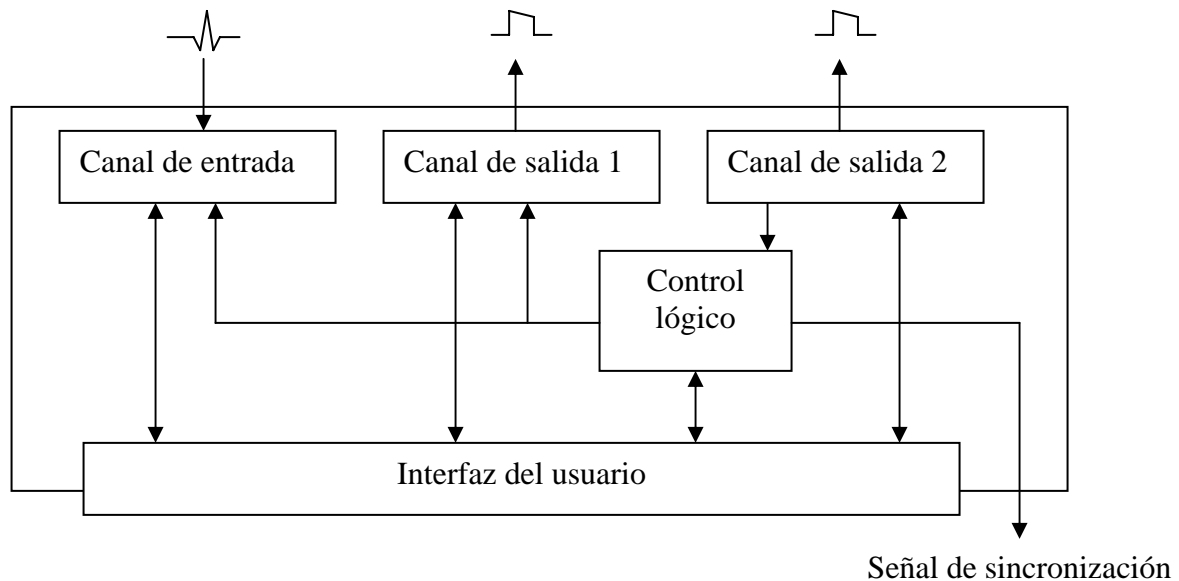 Canal de entrada
Canal de salida 1
Canal de salida 2
Control
lógico
Interfaz del usuario
Señal de sincronización